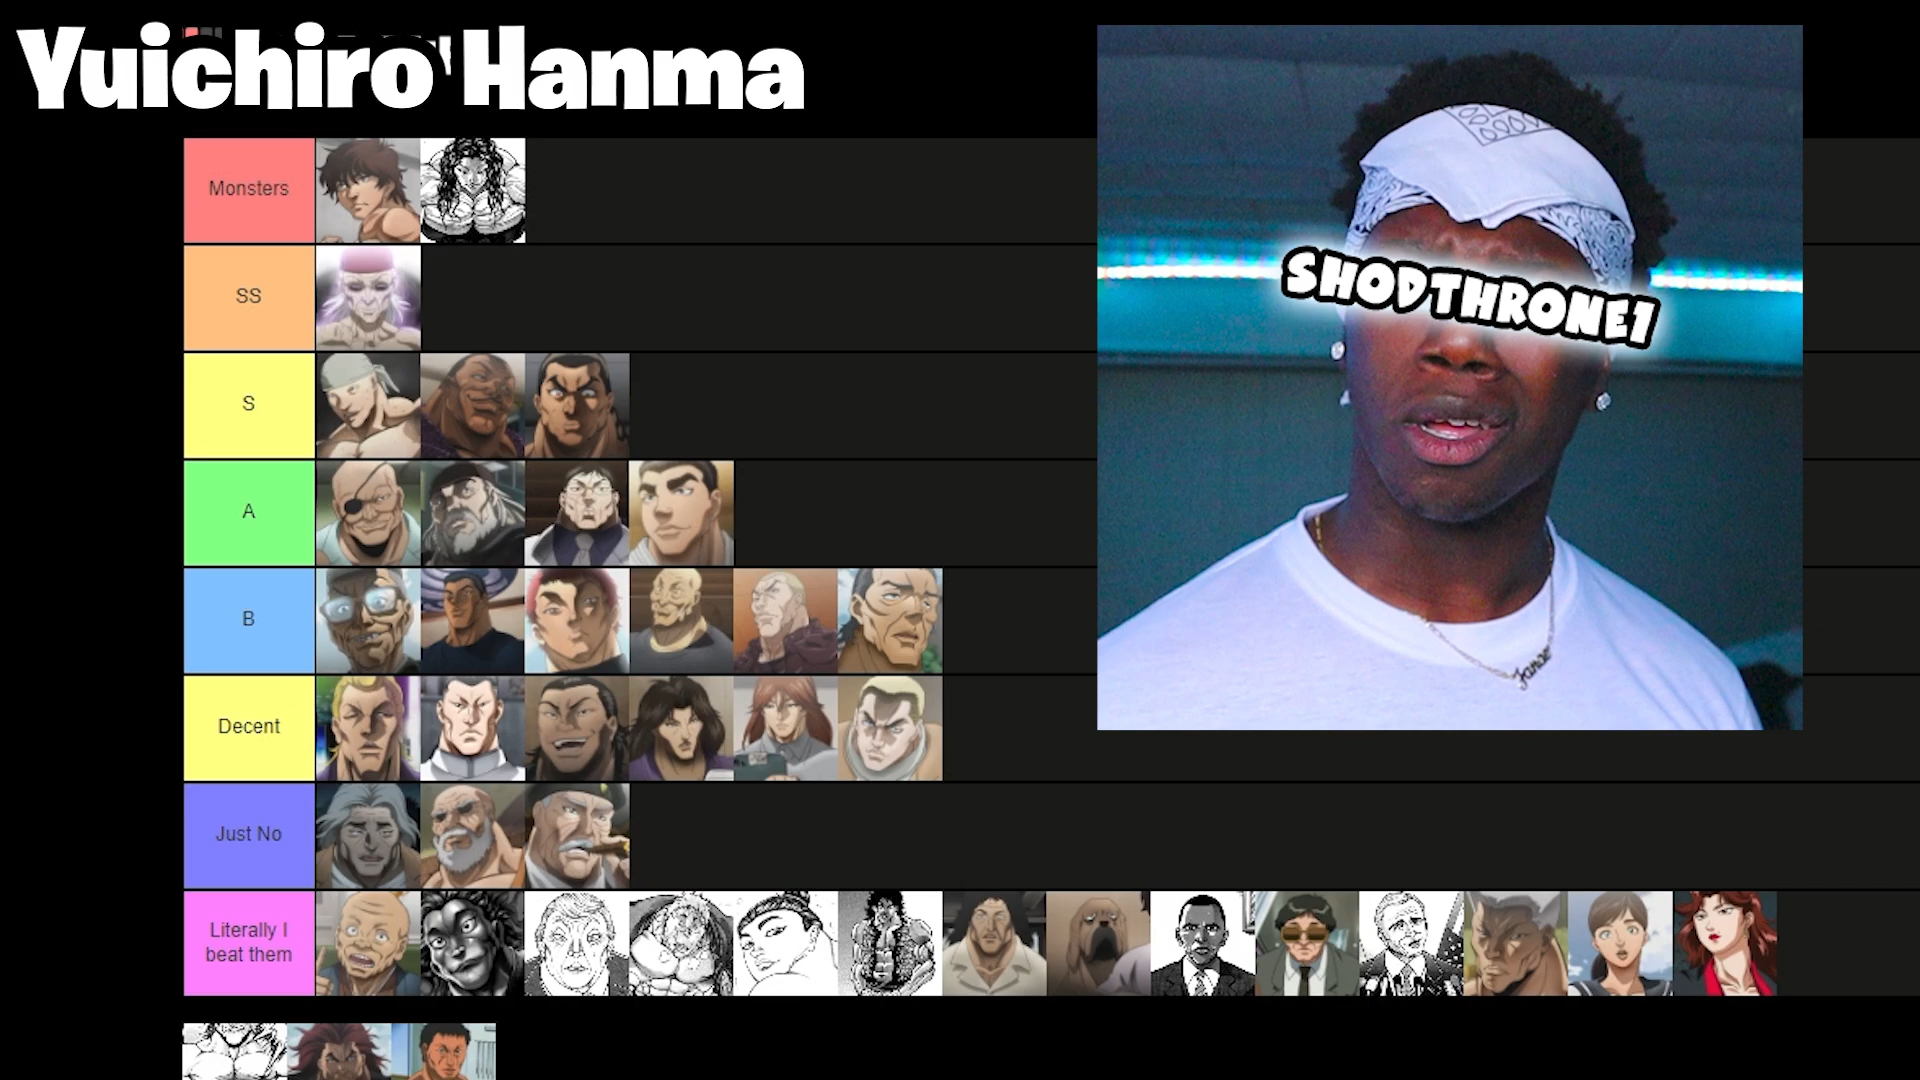 Yuichiro Hanma
SHODTHRONE1
Monsters
SS
S
A
B
Decent
Just No
Literally I
beat them